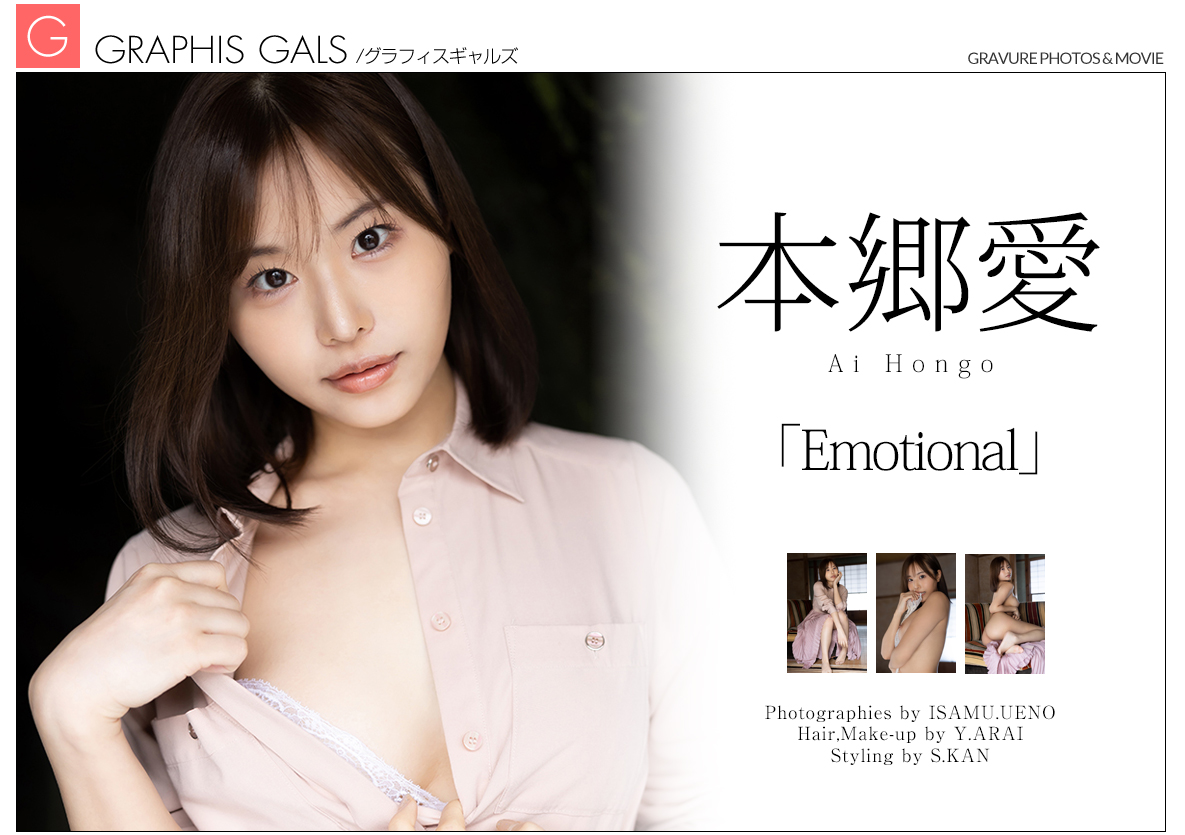 G
GRAPHIS GALS /グラフィスギャルズ
GRAVURE PHOTOS & MOVIE
本郷愛
Ai Hongo
「Emotional」
Photographies by ISAMU.UENO
Hair,Make-up by Y.ARAI
Styling by S.KAN